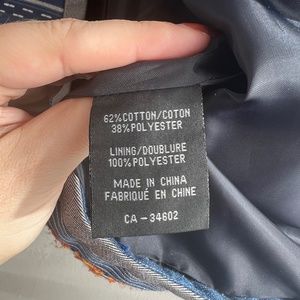 62%COTTON/COTON
38%POLYESTER
LINING/DOUBLURE
100%POLYESTER
MADE IN CHINA
FABRIQUÉ EN CHINE
CA-34602